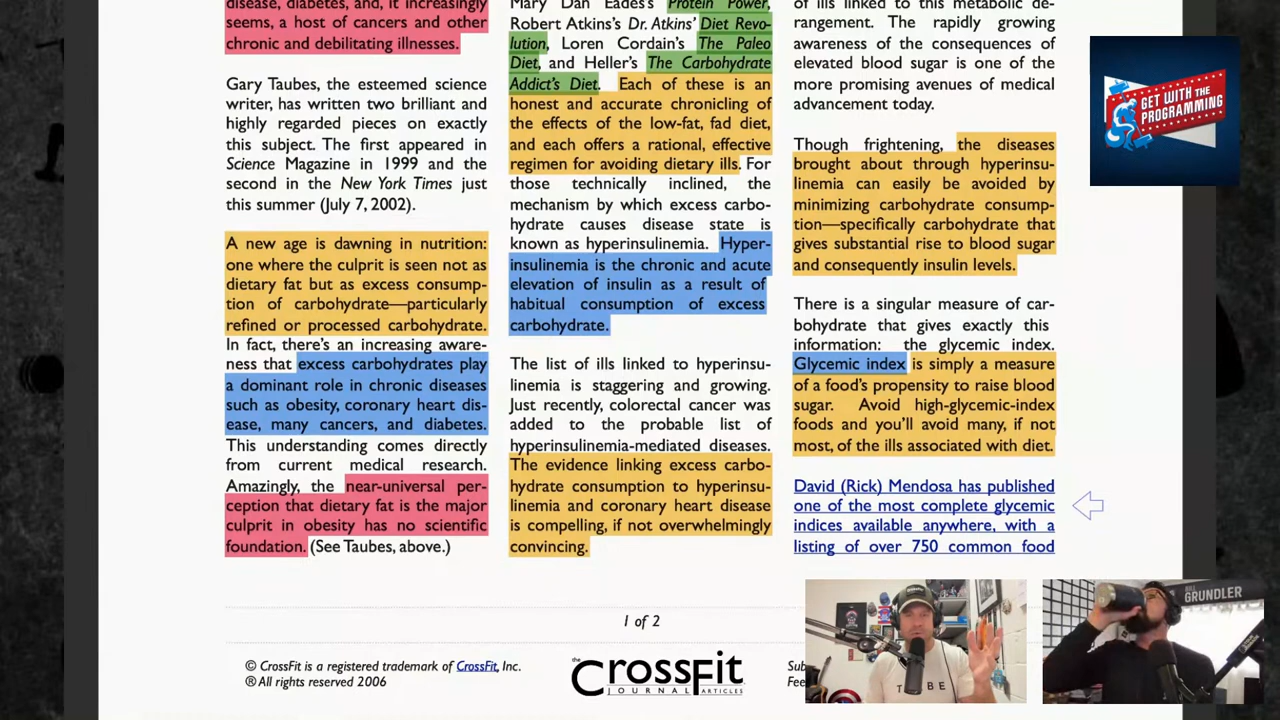 disease, diabetes, and, it increasingly
seems, a host of cancers and other
chronic and debilitating illnesses.
Gary Taubes, the esteemed science
writer, has written two brilliant and
highly regarded pieces on exactly
this subject. The first appeared in
Science Magazine in 1999 and the
second in the New York Times just
this summer (July 7, 2002).
A new age is dawning in nutrition:
one where the culprit is seen not as
dietary fat but as excess consump-
tion of carbohydrate—particularly
refined or processed carbohydrate.
In fact, there's an increasing aware-
ness that excess carbohydrates play
a dominant role in chronic diseases
such as obesity, coronary heart dis-
ease, many cancers, and diabetes.
This understanding comes directly
from current medical research.
Amazingly, the near-universal per-
ception that dietary fat is the major
culprit in obesity has no scientific
foundation. (See Taubes, above.)
Mary Dan Eades's Protein Power,
Robert Atkins's Dr. Atkins' Diet Revo-
lution, Loren Cordain's The Paleo
Diet, and Heller's The Carbohydrate
Addict's Diet. Each of these is an
honest and accurate chronicling of
the effects of the low-fat, fad diet,
and each offers a rational, effective
regimen for avoiding dietary ills. For
those technically inclined, the
mechanism by which excess carbo-
hydrate causes disease state is
known as hyperinsulinemia. Hyper-
insulinemia is the chronic and acute
elevation of insulin as a result of
habitual consumption of excess
carbohydrate.
The list of ills linked to hyperinsu-
linemia is staggering and growing.
Just recently, colorectal cancer was
added to the probable list of
hyperinsulinemia-mediated diseases.
The evidence linking excess carbo-
hydrate consumption to hyperinsu-
linemia and coronary heart disease
is compelling, if not overwhelmingly
convincing.
of ills linked to this metabolic de-
rangement. The rapidly growing
awareness of the consequences of
elevated blood sugar is one of the
more promising avenues of medical
advancement today.
Though frightening, the diseases
brought about through hyperinsu-
linemia can easily be avoided by
minimizing carbohydrate consump-
tion—specifically carbohydrate that
gives substantial rise to blood sugar
and consequently insulin levels.
There is a singular measure of car-
bohydrate that gives exactly this
information: the glycemic index.
Glycemic index is simply a measure
of a food's propensity to raise blood
sugar. Avoid high-glycemic-index
foods and you'll avoid many, if not
most, of the ills associated with diet.
David (Rick) Mendosa has published
one of the most complete glycemic
indices available anywhere, with a
listing of over 750 common food
GET WITH THE
PROGRAMMING
1 of 2
© CrossFit is a registered trademark of CrossFit, Inc.
® All rights reserved 2006
the CrossFit
JOURNAL ARTICLES
Sub
Fee
GRUNDLER